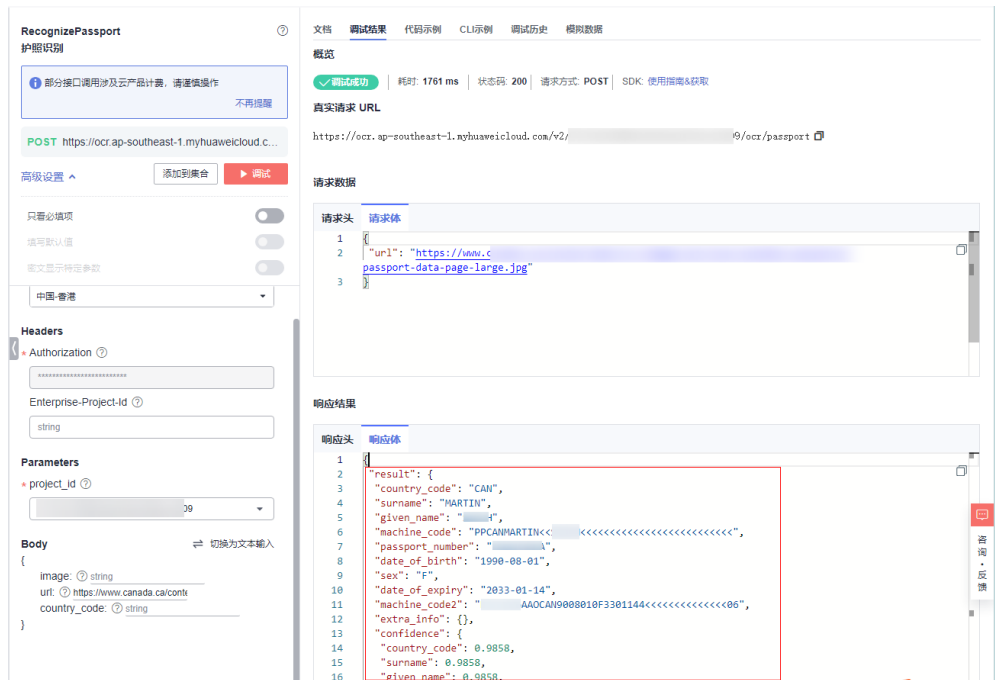 RecognizePassport
护照识别
部分接口调用涉及云产品计费，请谨慎操作
不再提醒
POST https://ocr.ap-southeast-1.myhuaweicloud.c...
高级设置
添加到集合
调试
只看必填项
填写默认值
密文显示特定参数
中国-香港
Headers
* Authorization
*************************
Enterprise-Project-Id
string
Parameters
* project_id
09
Body
切换为文本输入
{
image: string
url: https://www.canada.ca/conte
country_code: string
}
文档 调试结果 代码示例 CLI示例 调试历史 模拟数据
概览
调试成功 耗时: 1761 ms 状态码: 200 请求方式: POST SDK: 使用指南&获取
真实请求 URL
https://ocr.ap-southeast-1.myhuaweicloud.com/v2/ 9/ocr/passport
请求数据
请求头 请求体
1 {
2 "url": "https://www.c
passport-data-page-large.jpg"
3 }
响应结果
响应头 响应体
1 {
2 "result": {
3 "country_code": "CAN",
4 "surname": "MARTIN",
5 "given_name": " H",
6 "machine_code": "PPCANMARTIN<< <<<<<<<<<<<<<<<<<<<<<<<<<",
7 "passport_number": " A",
8 "date_of_birth": "1990-08-01",
9 "sex": "F",
10 "date_of_expiry": "2033-01-14",
11 "machine_code2": " AAOCAN9008010F3301144<<<<<<<<<<<<<<06",
12 "extra_info": {},
13 "confidence": {
14 "country_code": 0.9858,
15 "surname": 0.9858,
16 "given_name": 0.9858,
咨询・反馈